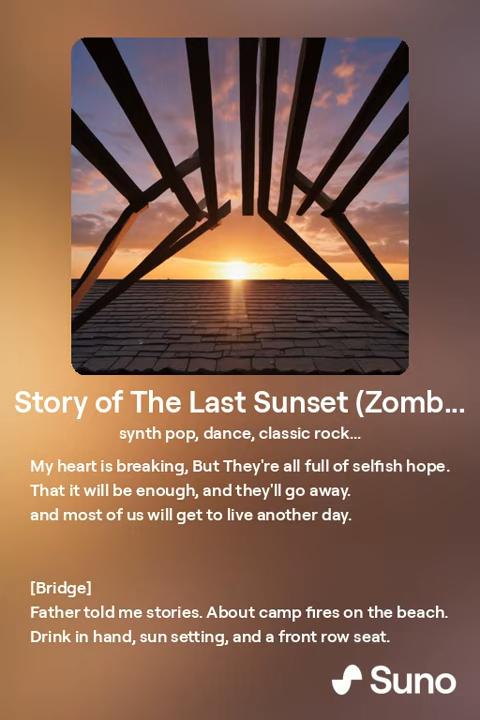 Story of The Last Sunset (Zomb...
synth pop, dance, classic rock...
My heart is breaking, But They're all full of selfish hope.
That it will be enough, and they'll go away.
and most of us will get to live another day.
[Bridge]
Father told me stories. About camp fires on the beach.
Drink in hand, sun setting, and a front row seat.
Suno